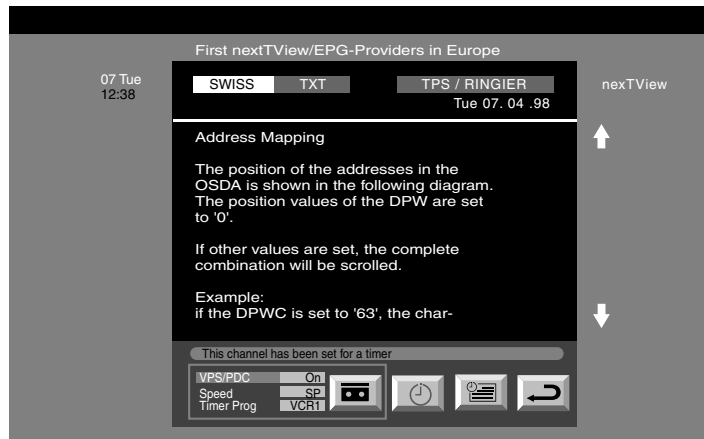 First nextTView/EPG-Providers in Europe
07 Tue
12:38
SWISS TXT TPS / RINGIER
Tue 07. 04 .98
nexTView
Address Mapping
The position of the addresses in the
OSDA is shown in the following diagram.
The position values of the DPW are set
to '0'.
If other values are set, the complete
combination will be scrolled.
Example:
if the DPWC is set to '63', the char-
This channel has been set for a timer
VPS/PDC On
Speed SP
Timer Prog VCR1